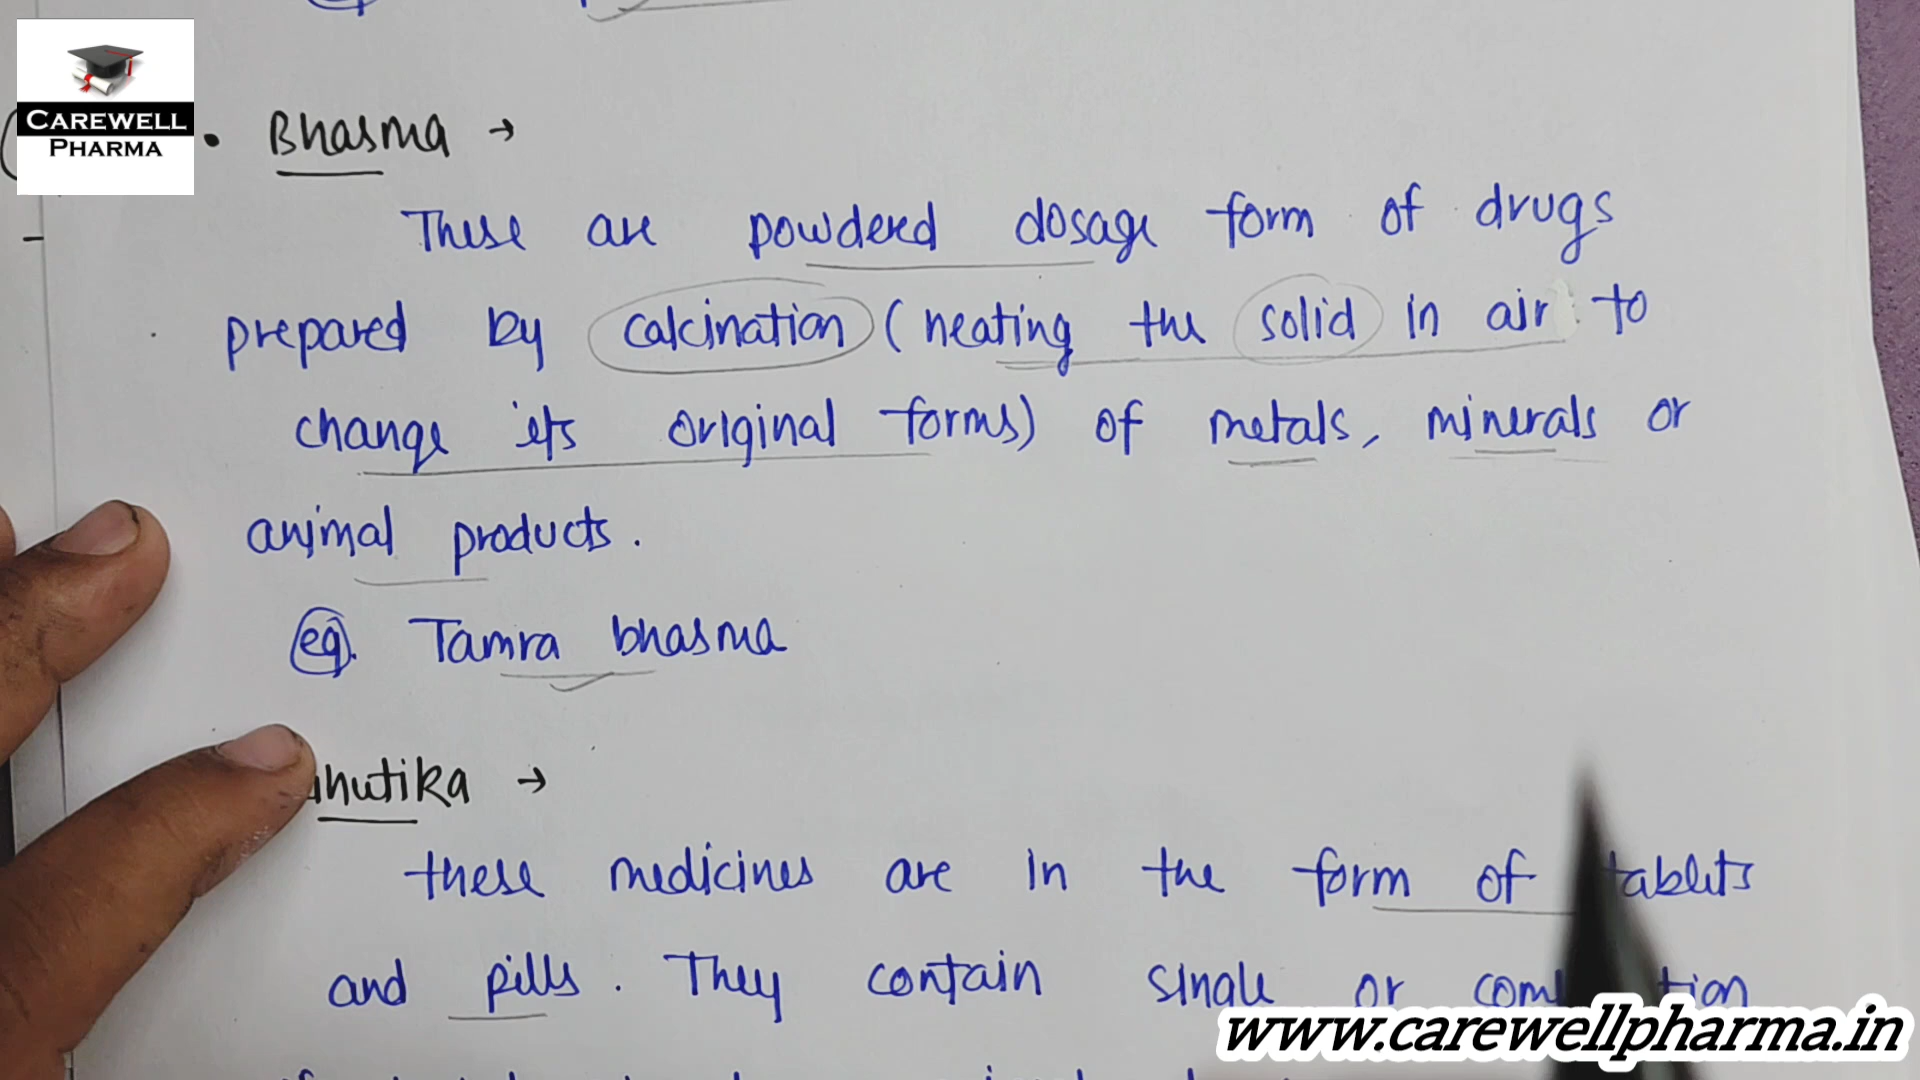 CAREWELL
PHARMA
• Bhasma →
These are powdered dosage form of drugs
prepared by calcination (heating the solid in air to
change its original forms) of metals, minerals or
animal products.
eg. Tamra bhasma
→
these medicines are in the form of tablets
and pills. They contain single or
www.carewellpharma.in